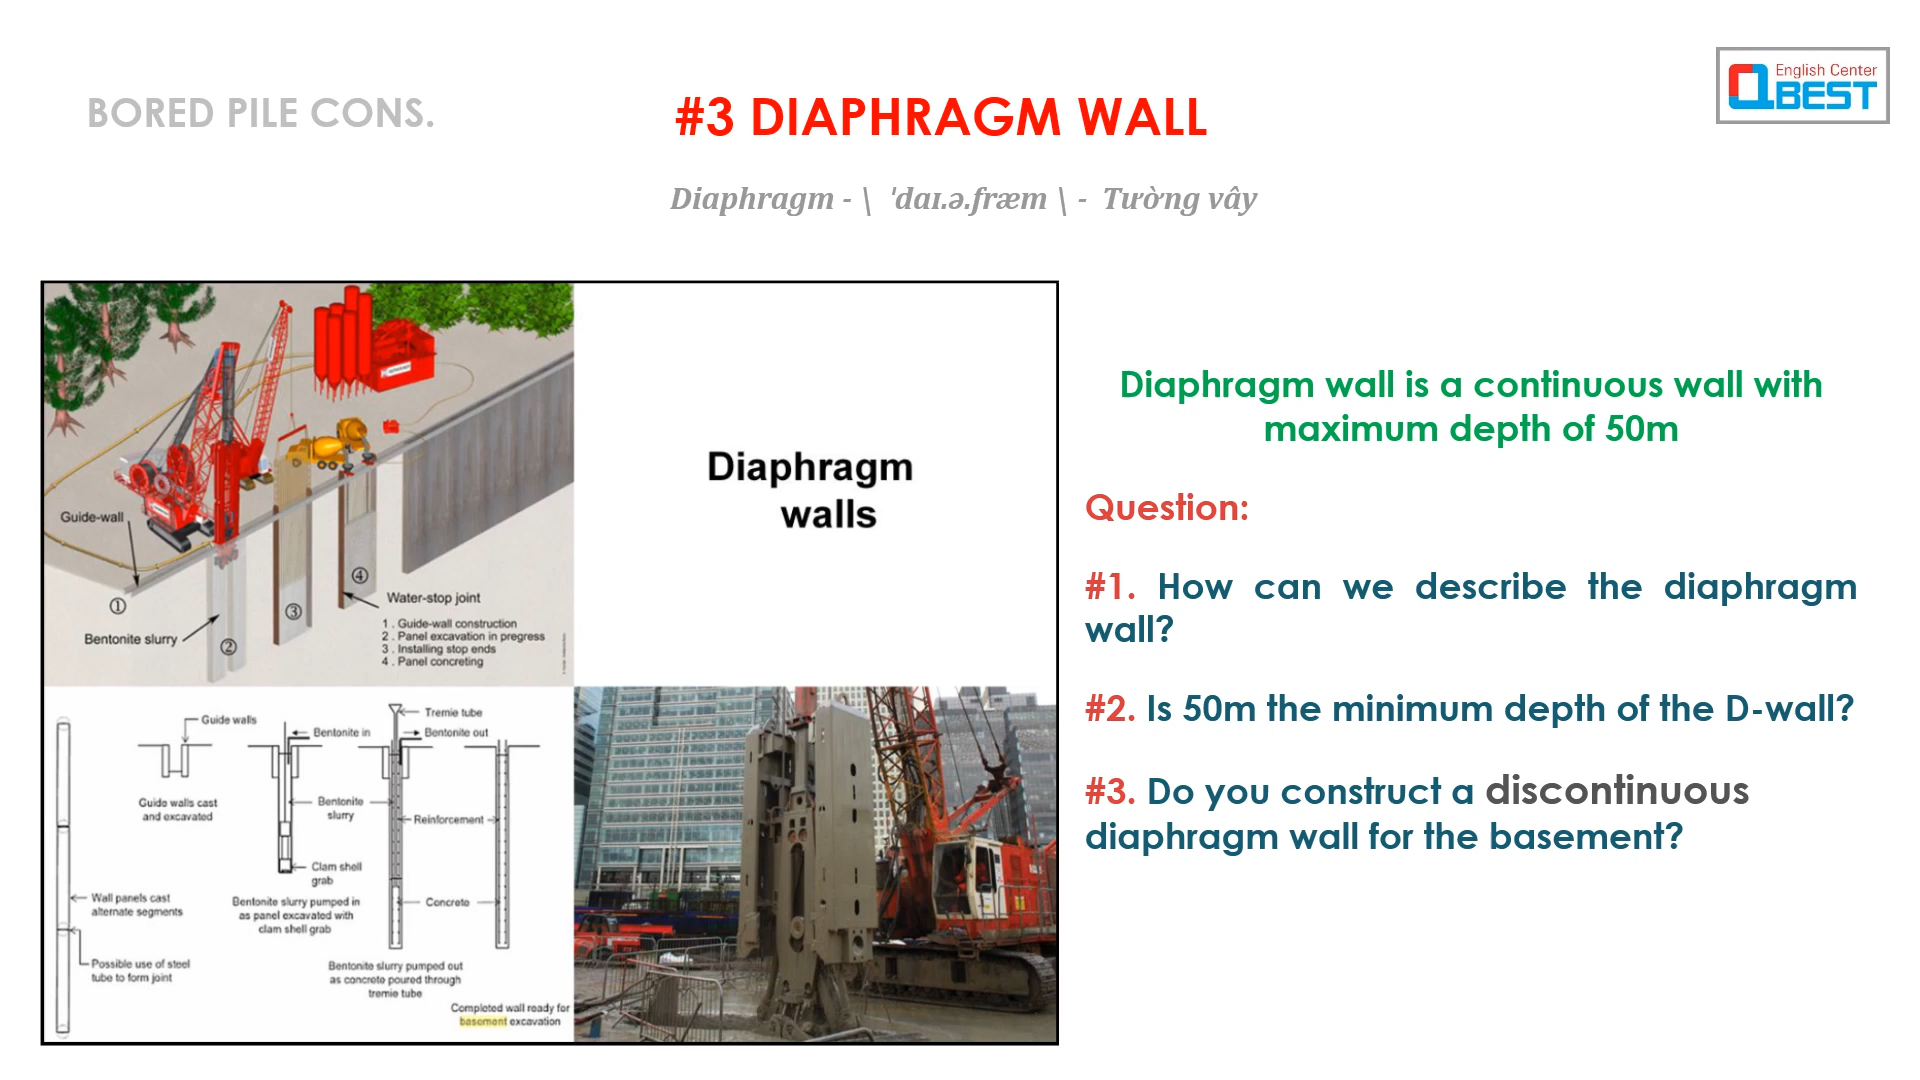 BORED PILE CONS.
#3 DIAPHRAGM WALL
English Center
QBEST
Diaphragm - \ 'daɪ.ə.fræm \ - Tường vây
Guide-wall
①
Bentonite slurry
②
③
④
Water-stop joint
1 . Guide-wall construction
2 . Panel excavation in pregress
3 . Installing stop ends
4 . Panel concreting
Diaphragm
walls
Guide walls
Guide walls cast
and excavated
Bentonite in
Bentonite
slurry
Clam shell
grab
Bentonite slurry pumped in
as panel excavated with
clam shell grab
Tremie tube
Bentonite out
Reinforcement
Concrete
Bentonite slurry pumped out
as concrete poured through
tremie tube
Wall panels cast
alternate segments
Possible use of steel
tube to form joint
Completed wall ready for
basement excavation
Diaphragm wall is a continuous wall with
maximum depth of 50m
Question:
#1. How can we describe the diaphragm
wall?
#2. Is 50m the minimum depth of the D-wall?
#3. Do you construct a discontinuous
diaphragm wall for the basement?